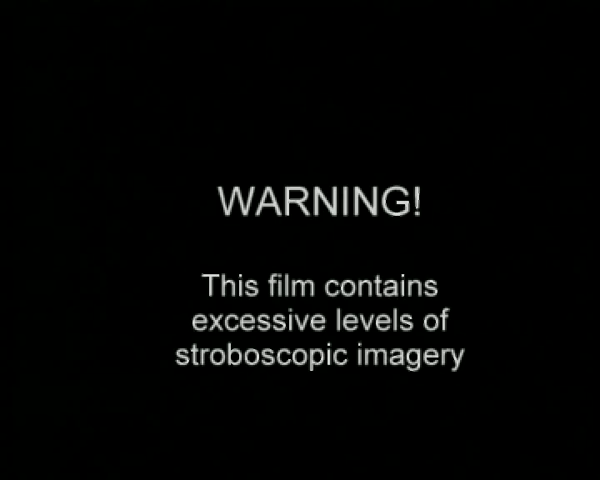 WARNING!
This film contains
excessive levels of
stroboscopic imagery